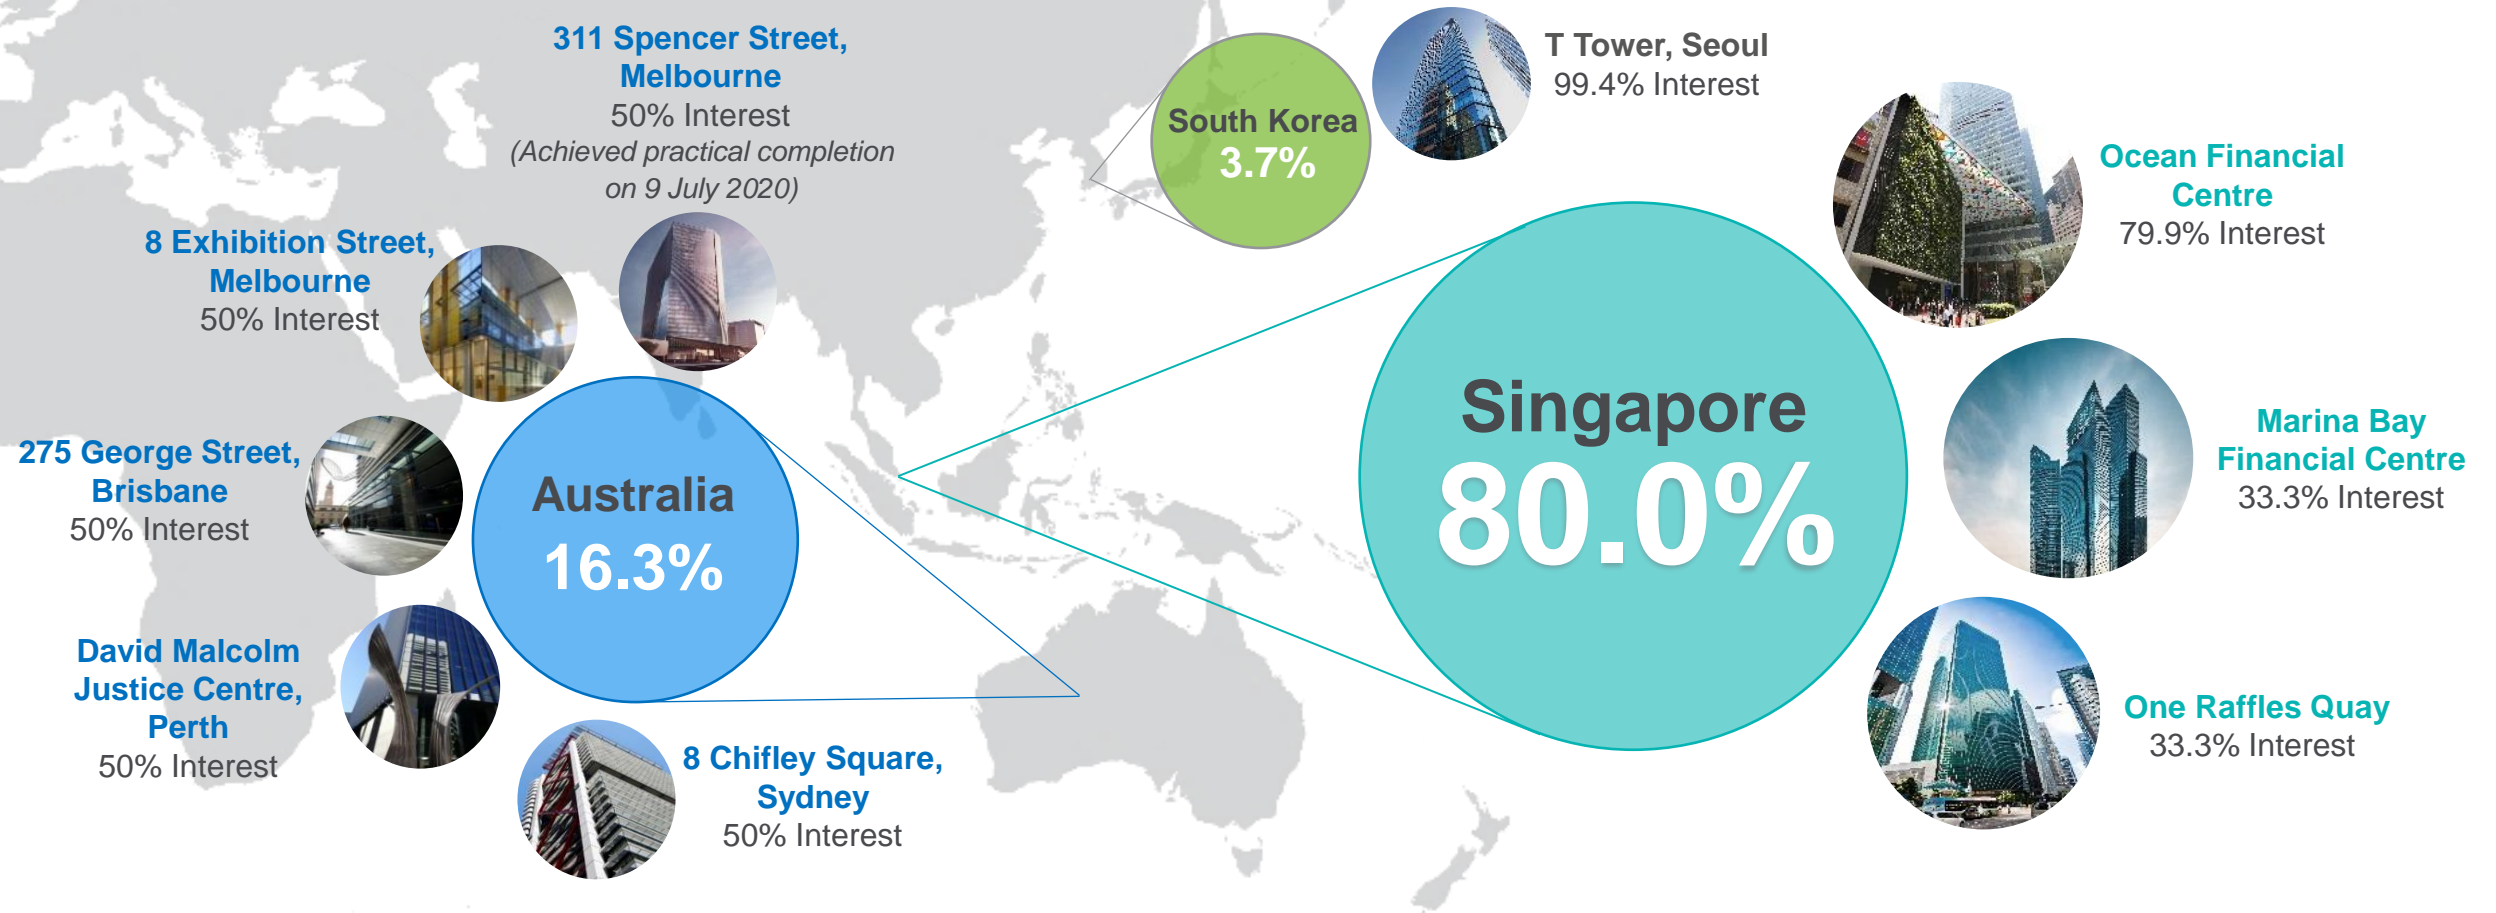 311 Spencer Street,
Melbourne
50% Interest
(Achieved practical completion
on 9 July 2020)
8 Exhibition Street,
Melbourne
50% Interest
275 George Street,
Brisbane
50% Interest
David Malcolm
Justice Centre,
Perth
50% Interest
8 Chifley Square,
Sydney
50% Interest
Australia
16.3%
South Korea
3.7%
T Tower, Seoul
99.4% Interest
Singapore
80.0%
Ocean Financial
Centre
79.9% Interest
Marina Bay
Financial Centre
33.3% Interest
One Raffles Quay
33.3% Interest